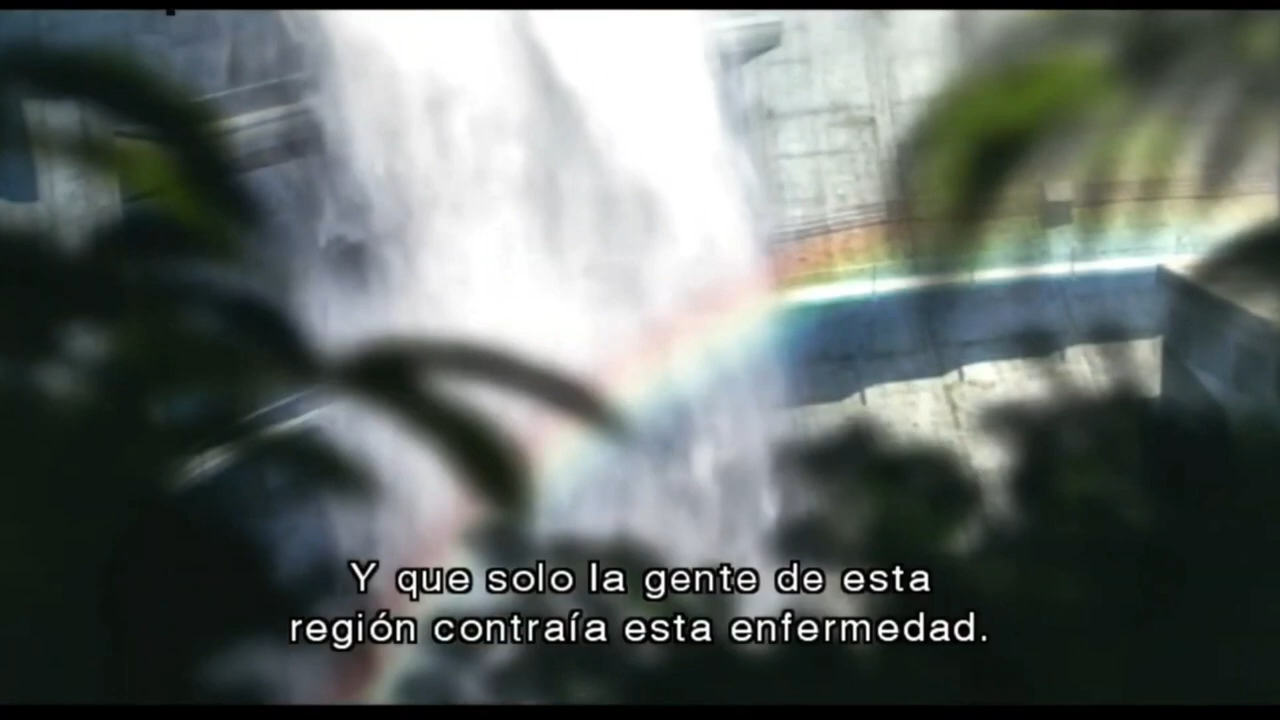 Y que solo la gente de esta
región contraía esta enfermedad.